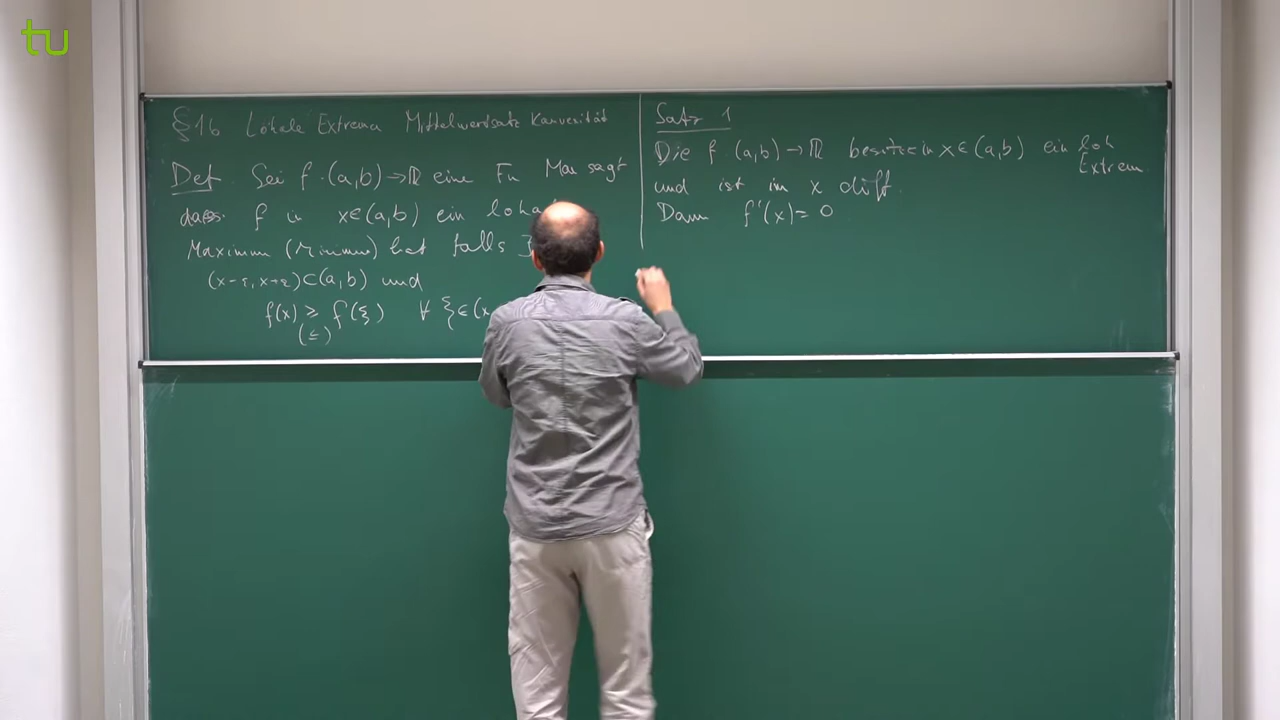 tu
§16 Lokale Extrema Mittelwertsatz Konvexität
Def. Sei f: (a,b)→ℝ eine Fn Man sagt
dass f in x∈(a,b) ein loka
Maximum (Minimum) hat falls ∃
(x-ε, x+ε)⊂(a,b) und
f(x) ≥ f(ξ) ∀ ξ∈(x
(≤)
Satz 1
Die f: (a,b)→ℝ besitze in x∈(a,b) ein lok
Extrem
und ist in x diff.
Dann f'(x)=0